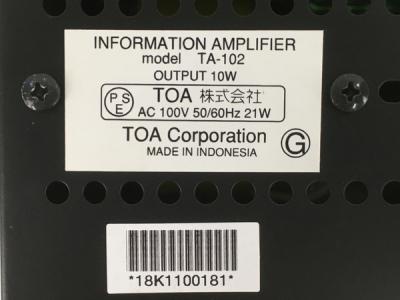 INFORMATION AMPLIFIER
model TA-102
OUTPUT 10W
PSE TOA 株式会社
AC 100V 50/60Hz 21W
TOA Corporation
MADE IN INDONESIA
G
*18K1100181*